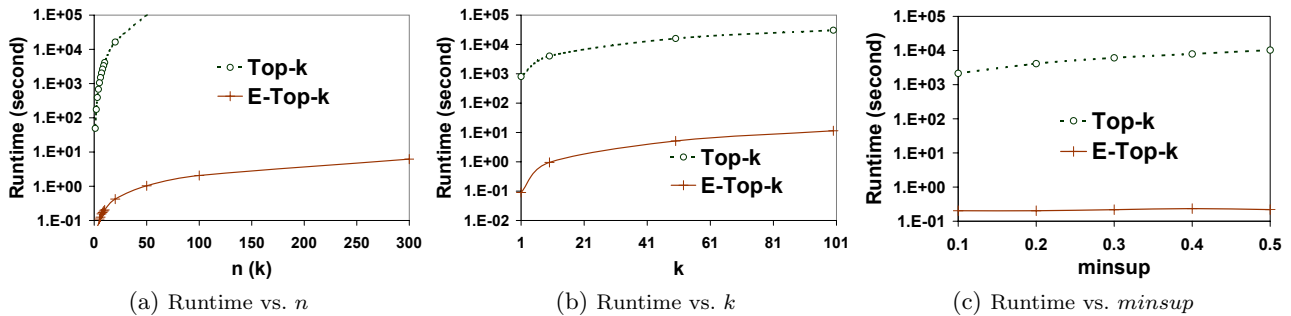 Runtime (second)
1.E+05
1.E+04
1.E+03
1.E+02
1.E+01
1.E+00
1.E-01
Top-k
E-Top-k
0 50 100 150 200 250 300
n (k)
(a) Runtime vs. n
Runtime (second)
1.E+05
1.E+04
1.E+03
1.E+02
1.E+01
1.E+00
1.E-01
1.E-02
Top-k
E-Top-k
1 21 41 61 81 101
k
(b) Runtime vs. k
Runtime (second)
1.E+05
1.E+04
1.E+03
1.E+02
1.E+01
1.E+00
1.E-01
Top-k
E-Top-k
0.1 0.2 0.3 0.4 0.5
minsup
(c) Runtime vs. minsup